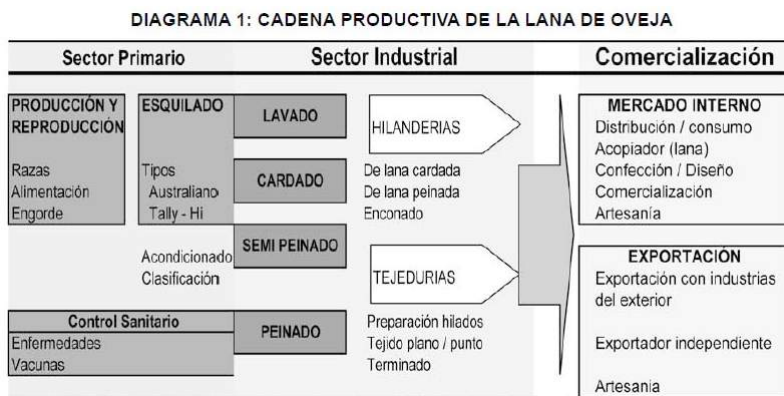 DIAGRAMA 1: CADENA PRODUCTIVA DE LA LANA DE OVEJA
Sector Primario
Sector Industrial
Comercialización
PRODUCCIÓN Y
REPRODUCCIÓN
Razas
Alimentación
Engorde
ESQUILADO
Tipos
Australiano
Tally - Hi
Acondicionado
Clasificación
Control Sanitario
Enfermedades
Vacunas
LAVADO
CARDADO
SEMI PEINADO
PEINADO
HILANDERIAS
De lana cardada
De lana peinada
Enconado
TEJEDURIAS
Preparación hilados
Tejido plano / punto
Terminado
MERCADO INTERNO
Distribución / consumo
Acopiador (lana)
Confección / Diseño
Comercialización
Artesanía
EXPORTACIÓN
Exportación con industrias
del exterior
Exportador independiente
Artesania